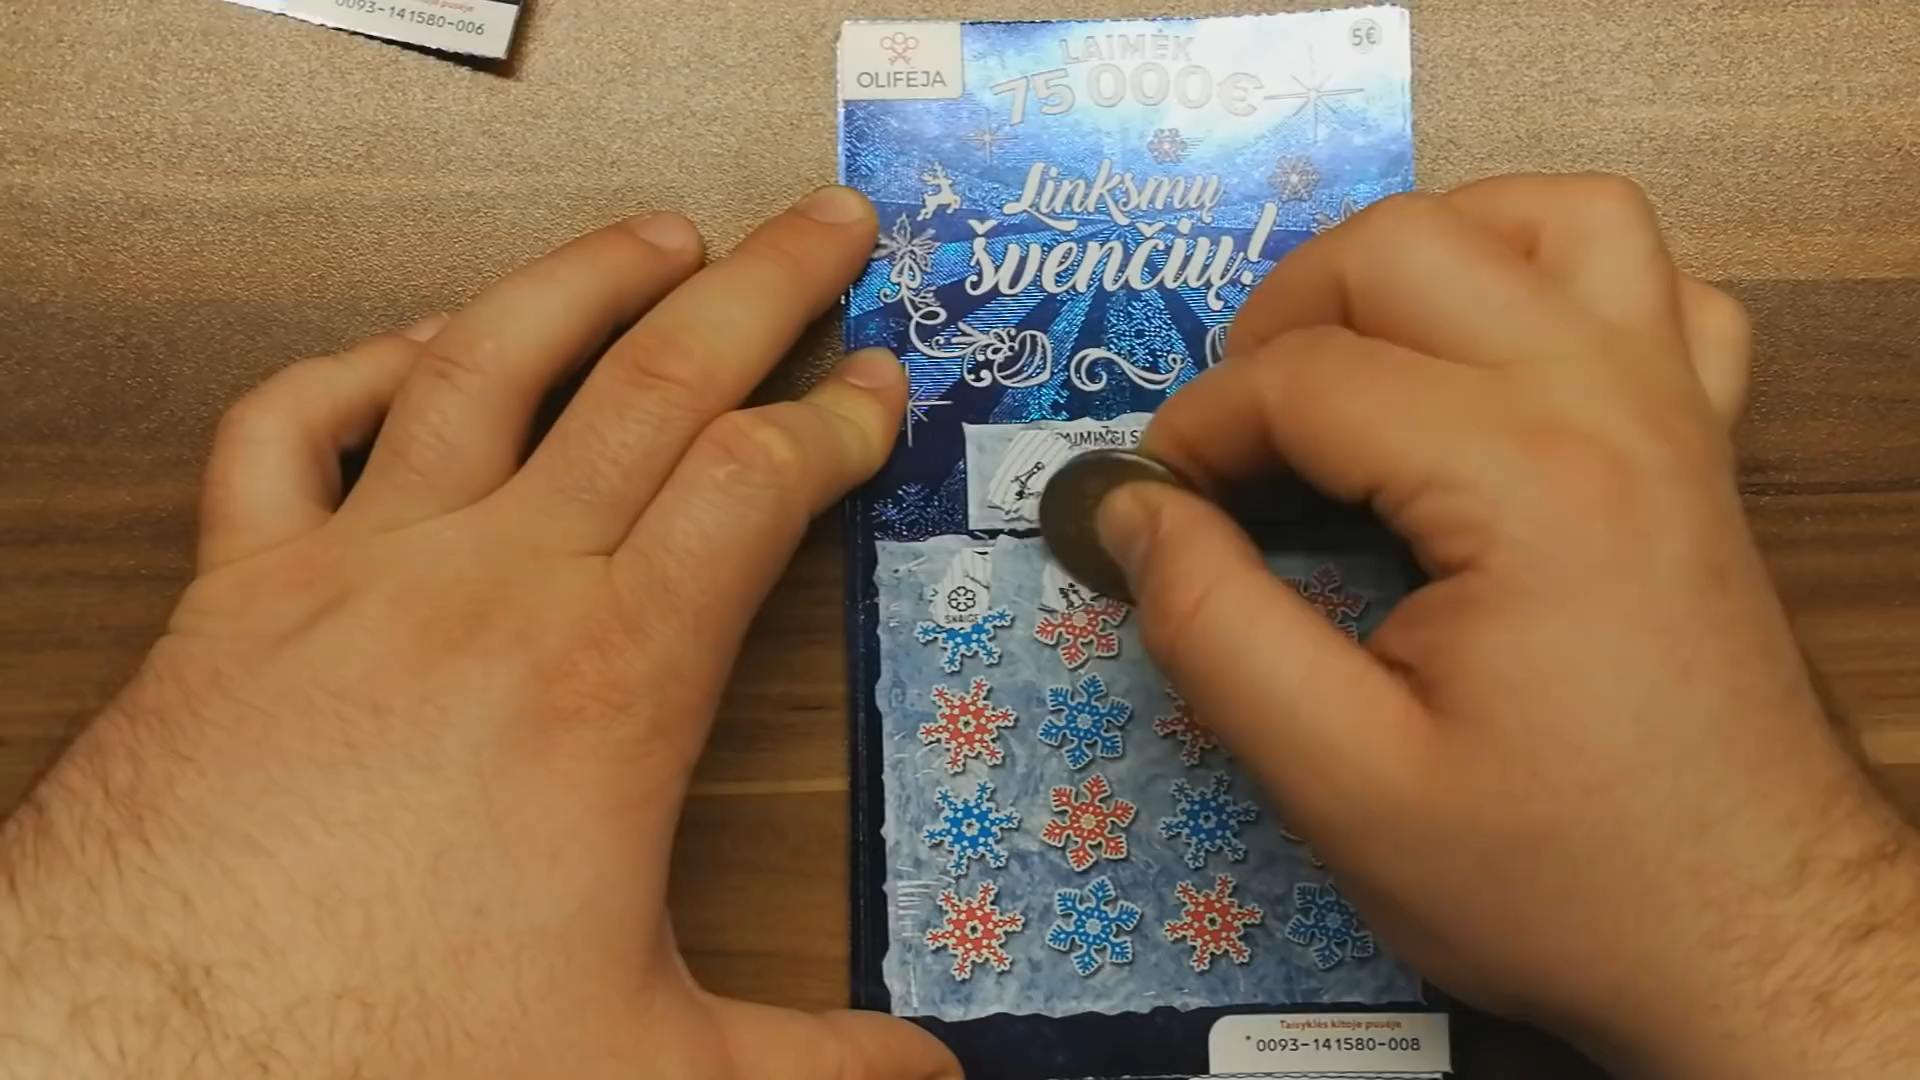 0093-141580-006
OLIFĖJA
LAIMĖK
75 000€
5€
Linksmų
švenčių!
SNAIGĖ
Taisyklės kitoje pusėje
* 0093-141580-008